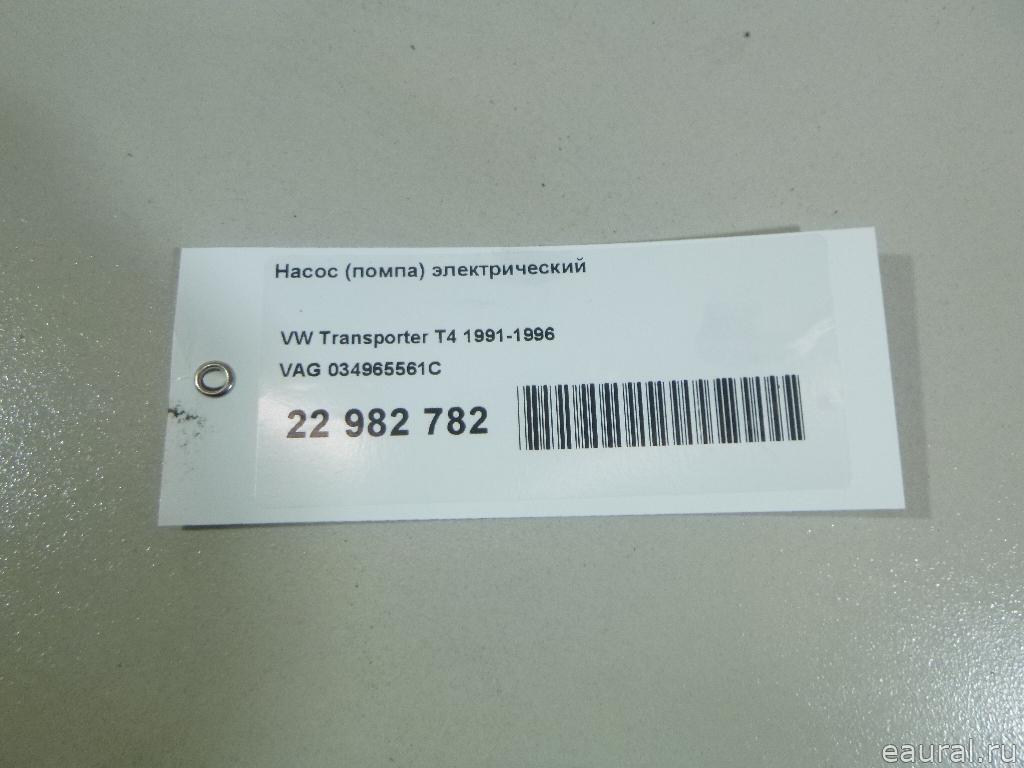 Насос (помпа) электрический
VW Transporter T4 1991-1996
VAG 034965561C
22 982 782
eaural.ru